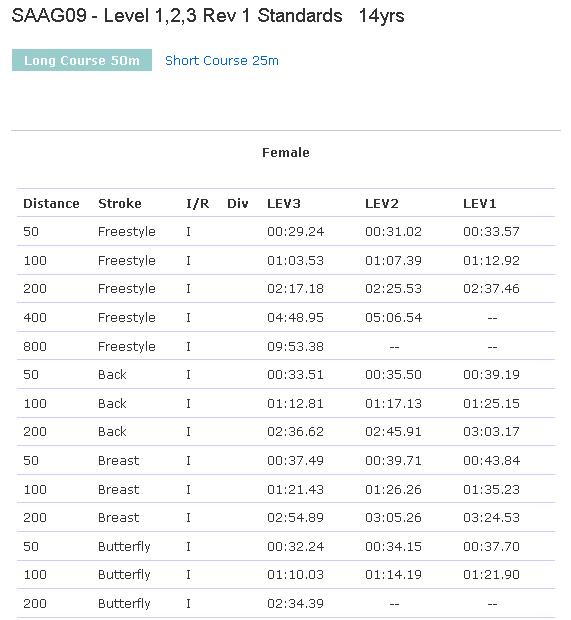 SAAG09 - Level 1,2,3 Rev 1 Standards 14yrs
Long Course 50m Short Course 25m
Female
Distance Stroke I/R Div LEV3 LEV2 LEV1
50 Freestyle I 00:29.24 00:31.02 00:33.57
100 Freestyle I 01:03.53 01:07.39 01:12.92
200 Freestyle I 02:17.18 02:25.53 02:37.46
400 Freestyle I 04:48.95 05:06.54 --
800 Freestyle I 09:53.38 -- --
50 Back I 00:33.51 00:35.50 00:39.19
100 Back I 01:12.81 01:17.13 01:25.15
200 Back I 02:36.62 02:45.91 03:03.17
50 Breast I 00:37.49 00:39.71 00:43.84
100 Breast I 01:21.43 01:26.26 01:35.23
200 Breast I 02:54.89 03:05.26 03:24.53
50 Butterfly I 00:32.24 00:34.15 00:37.70
100 Butterfly I 01:10.03 01:14.19 01:21.90
200 Butterfly I 02:34.39 -- --